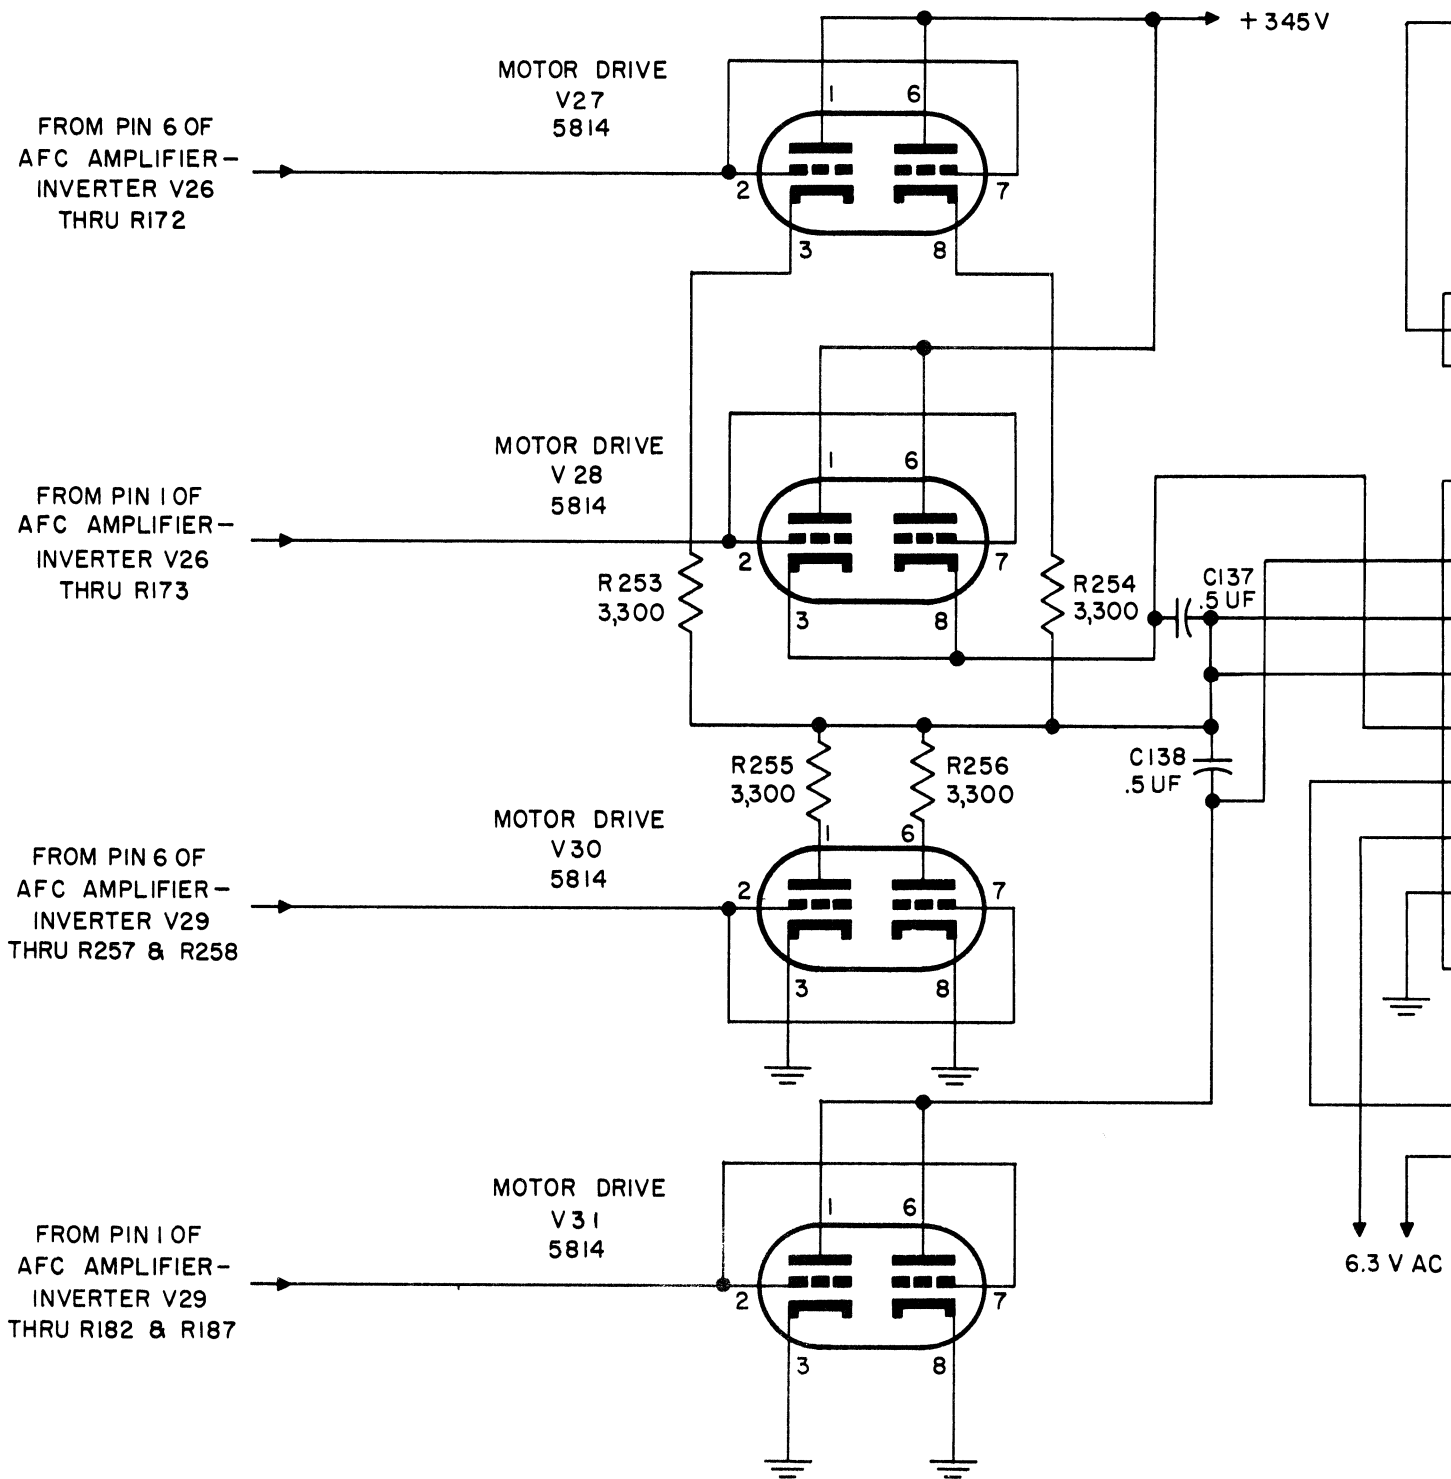 + 345V
MOTOR DRIVE
V27
5814
1
6
FROM PIN 6 OF
AFC AMPLIFIER-
INVERTER V26
THRU R172
2
7
3
8
MOTOR DRIVE
V 28
5814
1
6
FROM PIN 1 OF
AFC AMPLIFIER-
INVERTER V26
THRU R173
2
7
3
8
R253
3,300
R254
3,300
C137
.5 UF
R255
3,300
R256
3,300
C138
.5 UF
MOTOR DRIVE
V30
5814
1
6
FROM PIN 6 OF
AFC AMPLIFIER-
INVERTER V29
THRU R257 & R258
2
7
3
8
MOTOR DRIVE
V31
5814
1
6
FROM PIN 1 OF
AFC AMPLIFIER-
INVERTER V29
THRU R182 & R187
2
7
3
8
6.3 V AC